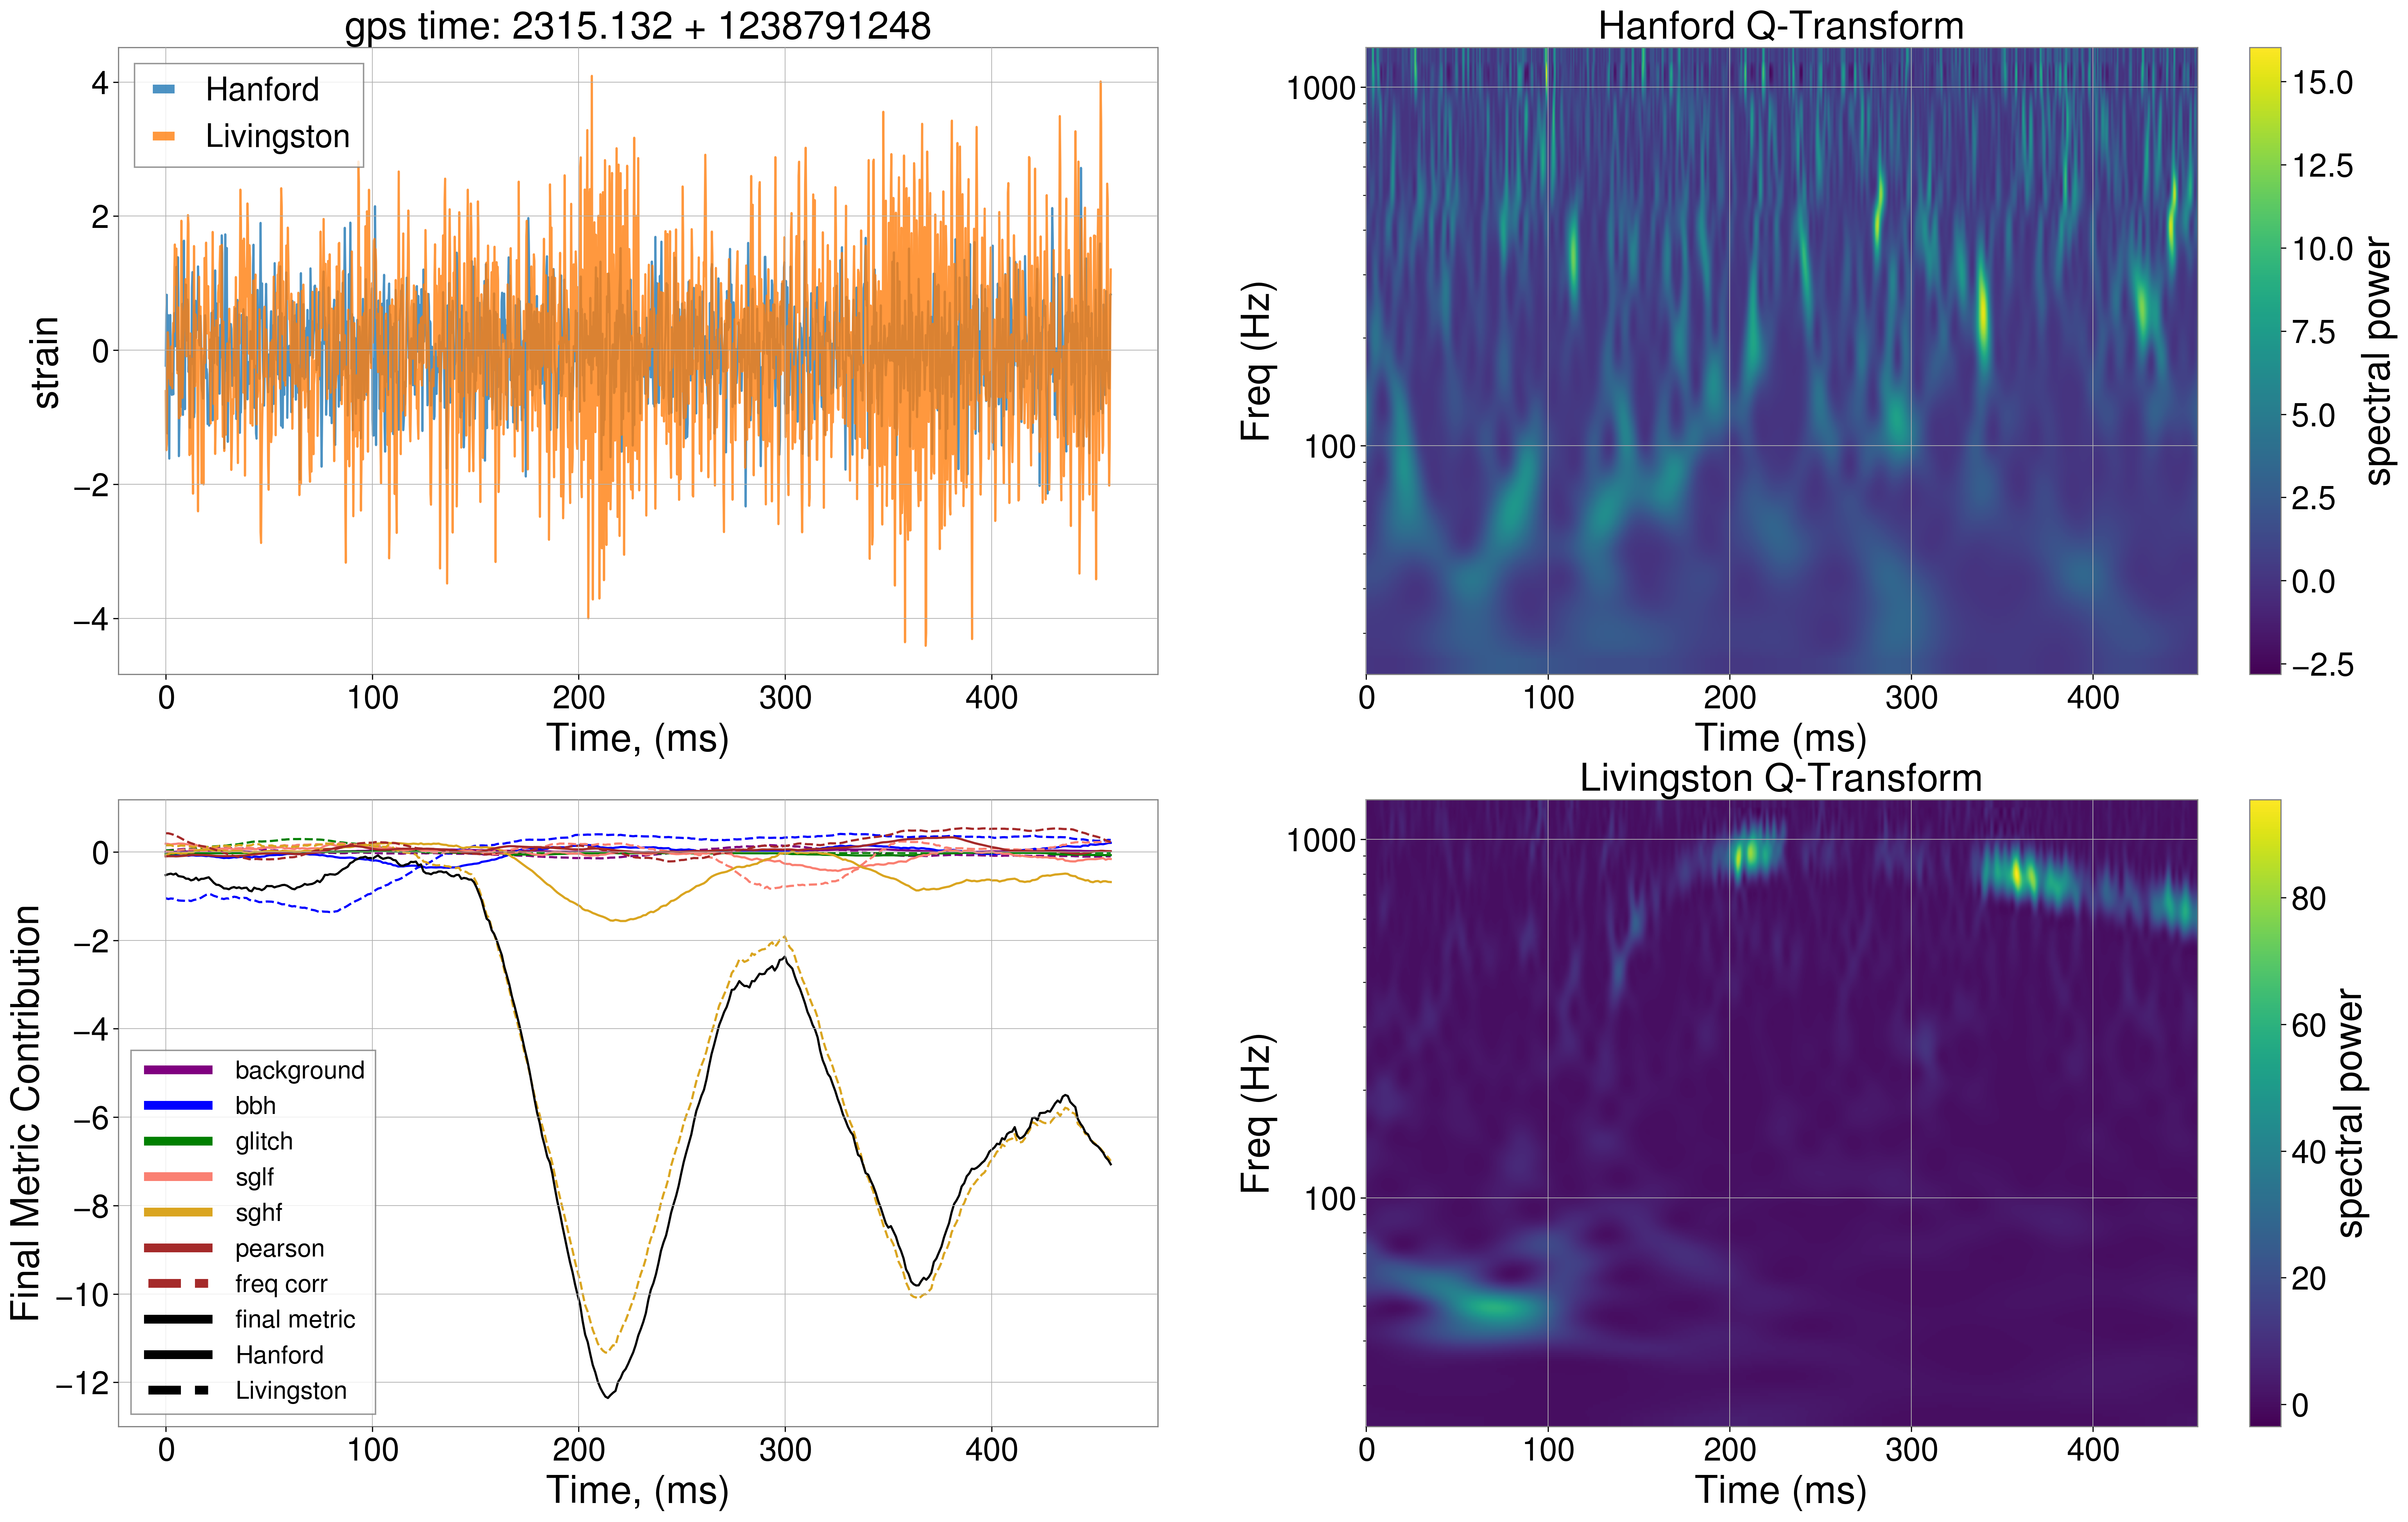 gps time: 2315.132 + 1238791248
Hanford
Livingston
4
2
0
−2
−4
strain
0 100 200 300 400
Time, (ms)
Hanford Q-Transform
1000
100
Freq (Hz)
0 100 200 300 400
Time (ms)
15.0
12.5
10.0
7.5
5.0
2.5
0.0
−2.5
spectral power
0
−2
−4
−6
−8
−10
−12
Final Metric Contribution
background
bbh
glitch
sglf
sghf
pearson
freq corr
final metric
Hanford
Livingston
0 100 200 300 400
Time, (ms)
Livingston Q-Transform
1000
100
Freq (Hz)
0 100 200 300 400
Time (ms)
80
60
40
20
0
spectral power